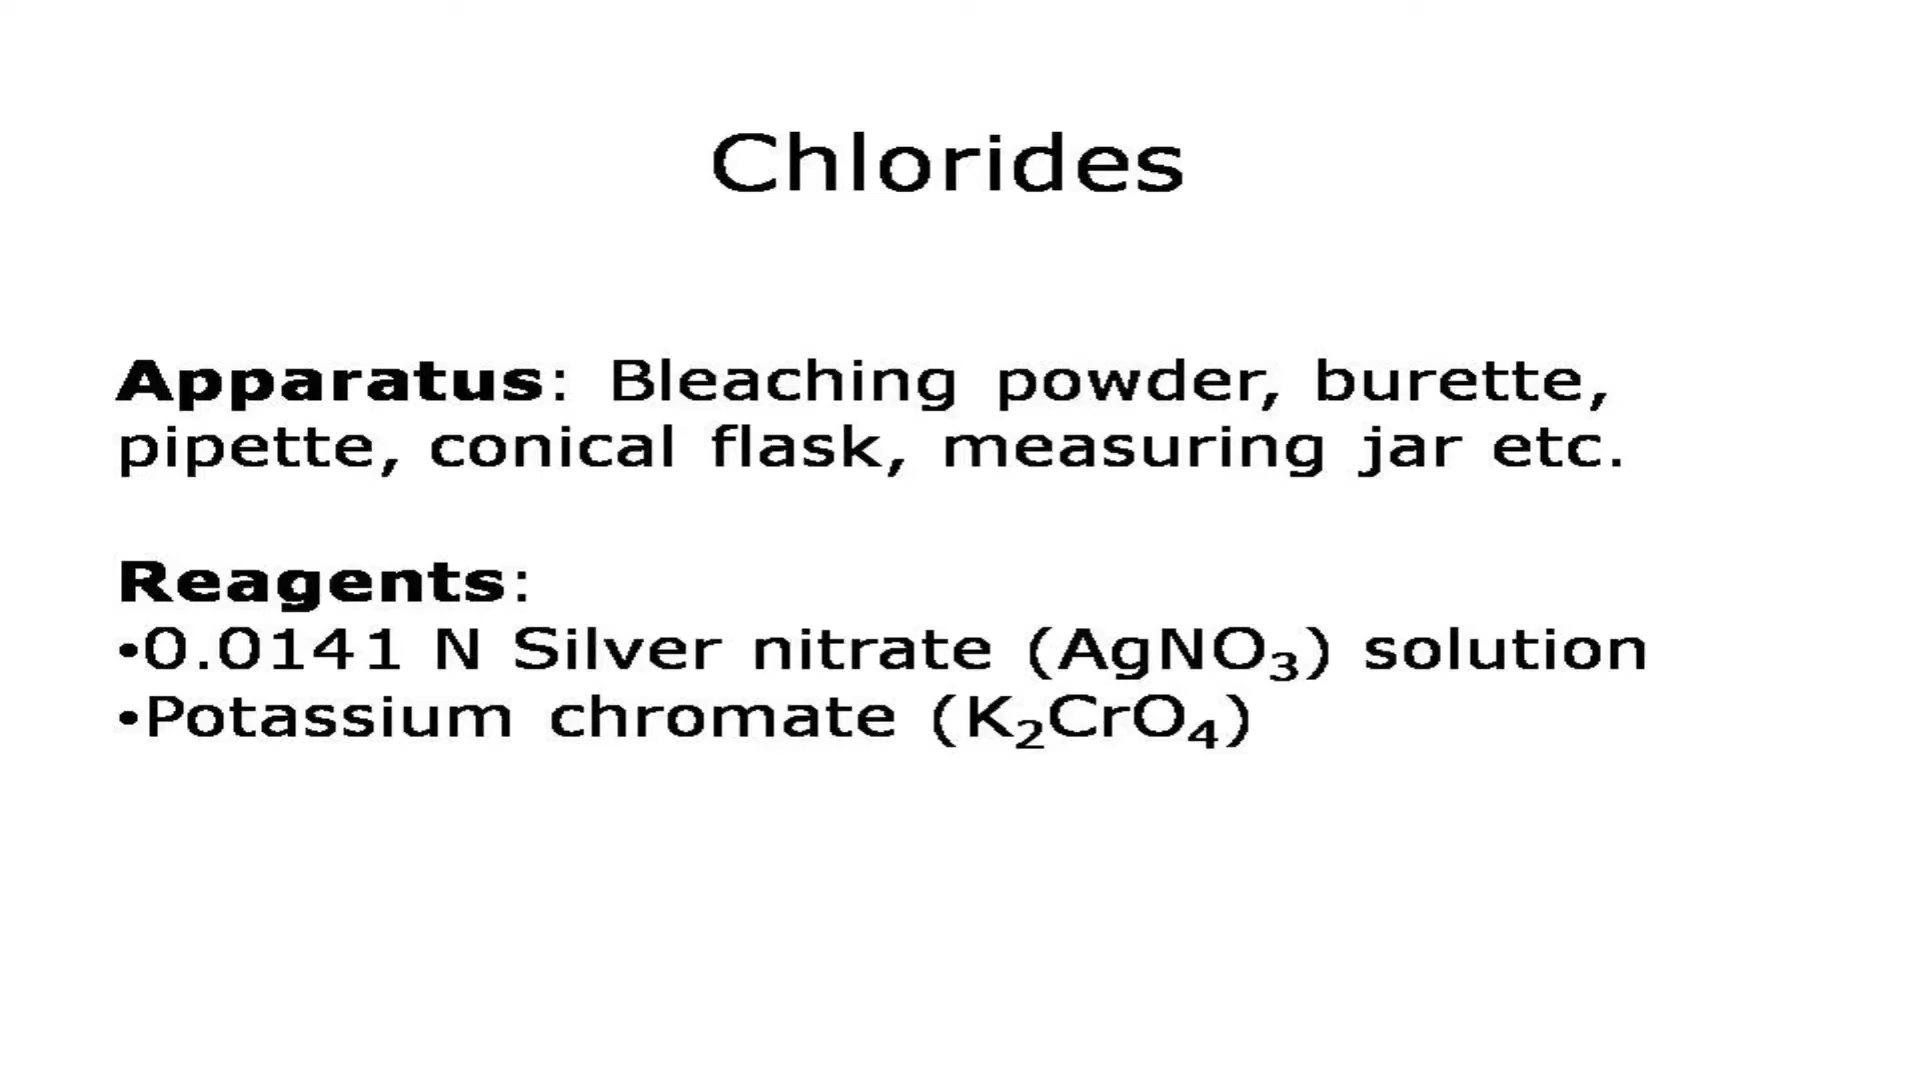 Chlorides
Apparatus: Bleaching powder, burette,
pipette, conical flask, measuring jar etc.
Reagents:
•0.0141 N Silver nitrate (AgNO₃) solution
•Potassium chromate (K₂CrO₄)